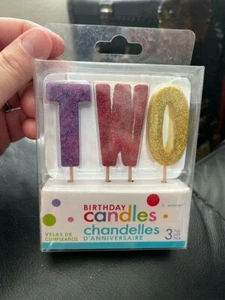 TWO
BIRTHDAY
candles
VELAS DE
CUMPLEAÑOS
chandelles
D'ANNIVERSAIRE
3